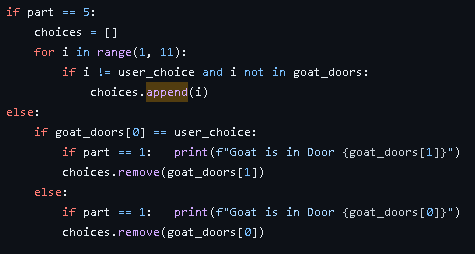 if part == 5:
    choices = []
    for i in range(1, 11):
        if i != user_choice and i not in goat_doors:
            choices.append(i)
else:
    if goat_doors[0] == user_choice:
        if part == 1:   print(f"Goat is in Door {goat_doors[1]}")
        choices.remove(goat_doors[1])
    else:
        if part == 1:   print(f"Goat is in Door {goat_doors[0]}")
        choices.remove(goat_doors[0])